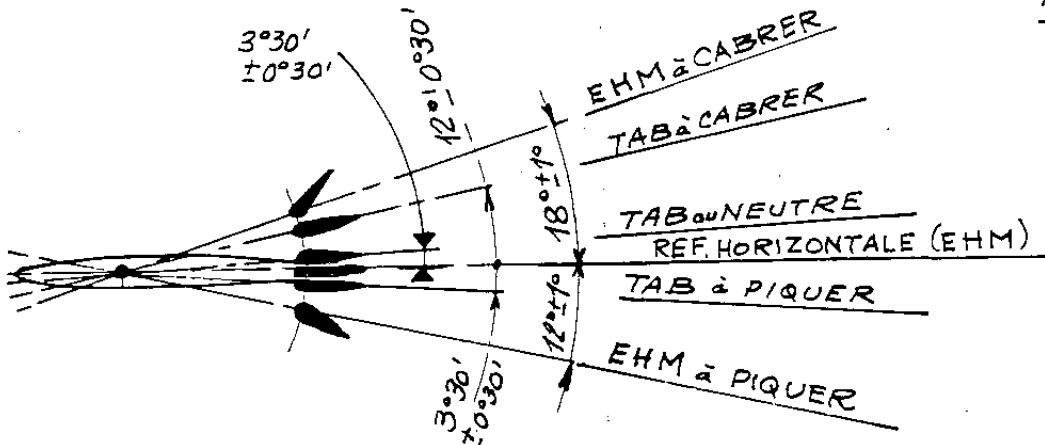 3°30'
±0°30'
12°±0°30'
EHM à CABRER
TAB à CABRER
18°±1°
TAB au NEUTRE
REF. HORIZONTALE (EHM)
TAB à PIQUER
12°±1°
EHM à PIQUER
3°30'
±0°30'